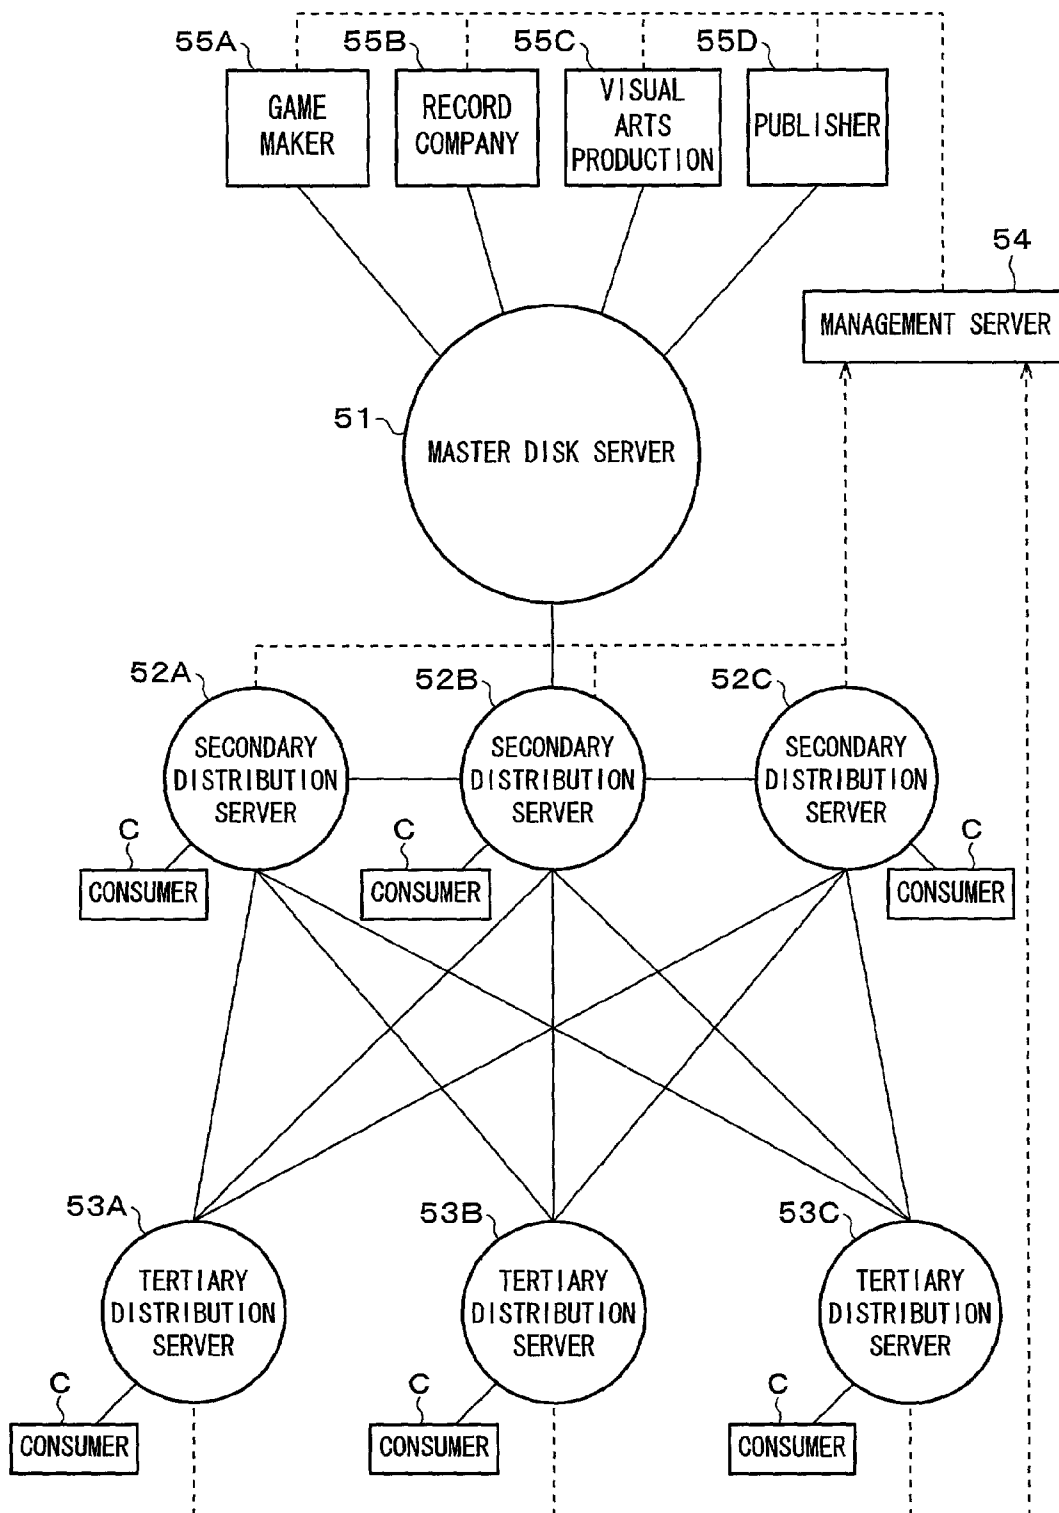 55A
55B
55C
55D
GAME
MAKER
RECORD
COMPANY
VISUAL
ARTS
PRODUCTION
PUBLISHER
54
MANAGEMENT SERVER
51
MASTER DISK SERVER
52A
52B
52C
SECONDARY
DISTRIBUTION
SERVER
SECONDARY
DISTRIBUTION
SERVER
SECONDARY
DISTRIBUTION
SERVER
C
CONSUMER
C
CONSUMER
C
CONSUMER
53A
53B
53C
TERTIARY
DISTRIBUTION
SERVER
TERTIARY
DISTRIBUTION
SERVER
TERTIARY
DISTRIBUTION
SERVER
C
CONSUMER
C
CONSUMER
C
CONSUMER